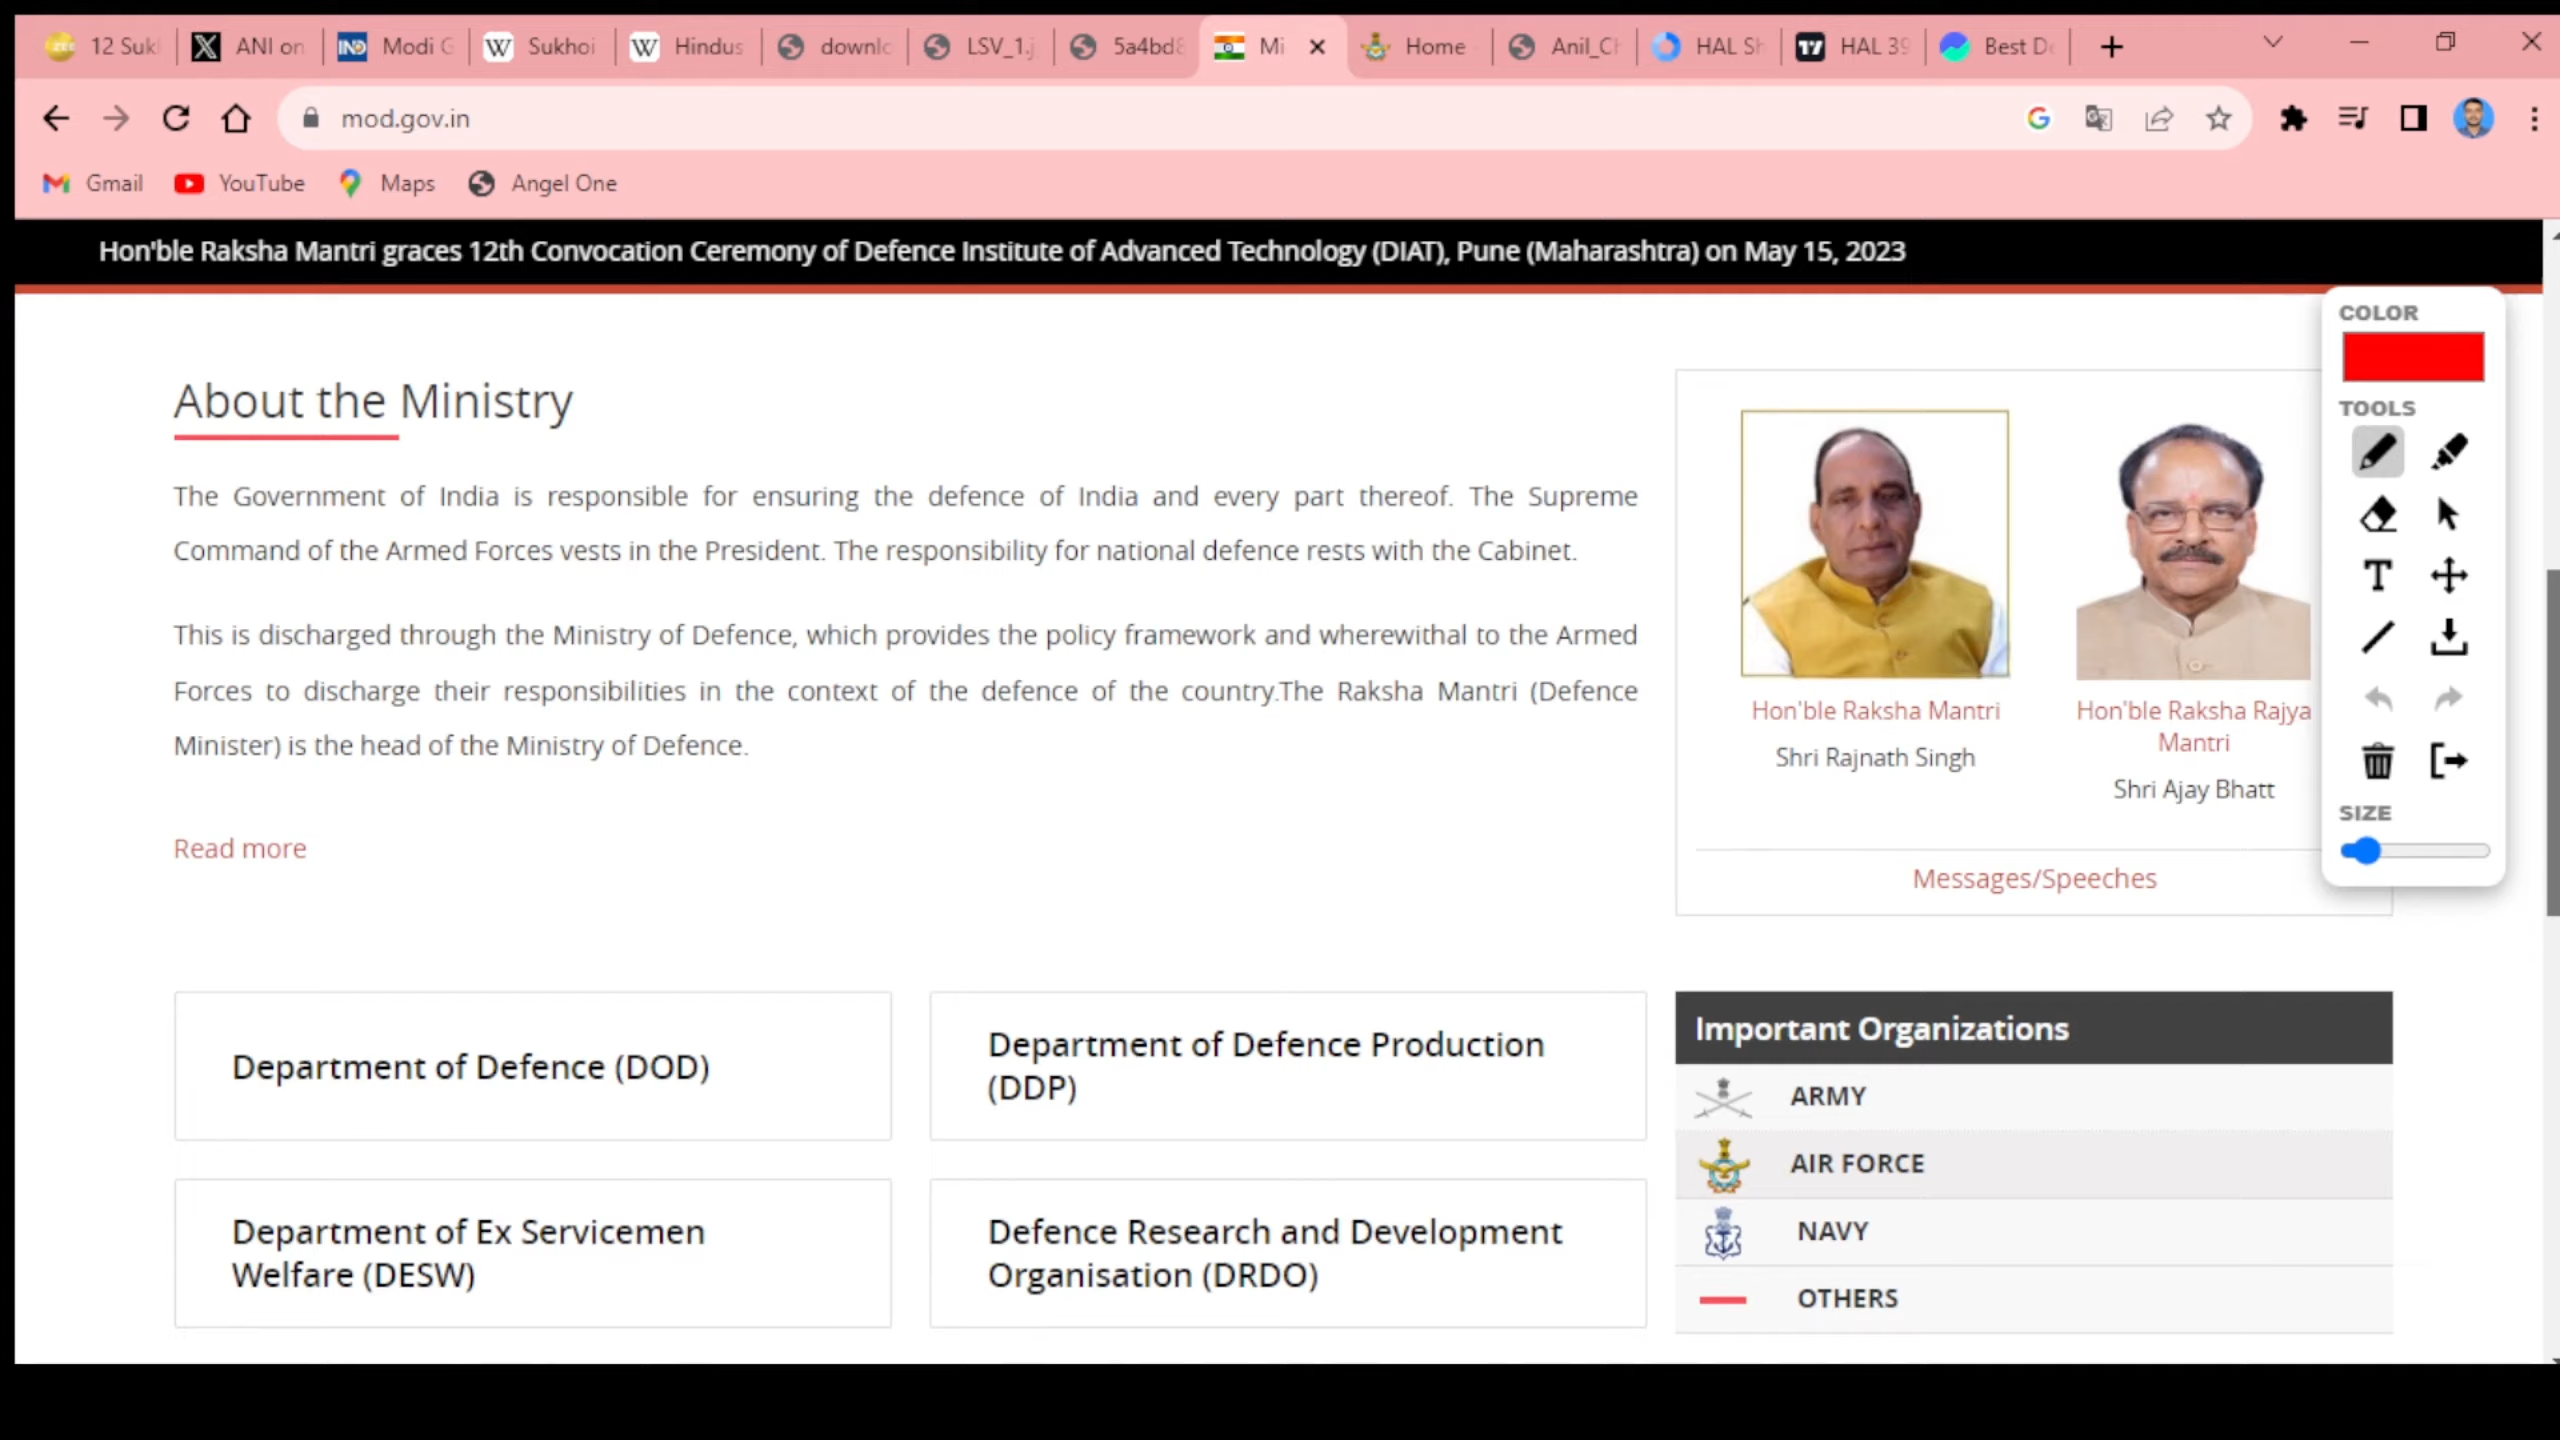 12 Suk
ANI on
Modi G
Sukhoi
Hindus
downlc
LSV_1.j
5a4bd8
Mi
Home
Anil_Ch
HAL Sh
HAL 39
Best De
mod.gov.in
Gmail
YouTube
Maps
Angel One
Hon'ble Raksha Mantri graces 12th Convocation Ceremony of Defence Institute of Advanced Technology (DIAT), Pune (Maharashtra) on May 15, 2023
About the Ministry
The Government of India is responsible for ensuring the defence of India and every part thereof. The Supreme
Command of the Armed Forces vests in the President. The responsibility for national defence rests with the Cabinet.
This is discharged through the Ministry of Defence, which provides the policy framework and wherewithal to the Armed
Forces to discharge their responsibilities in the context of the defence of the country.The Raksha Mantri (Defence
Minister) is the head of the Ministry of Defence.
Read more
Hon'ble Raksha Mantri
Shri Rajnath Singh
Hon'ble Raksha Rajya
Mantri
Shri Ajay Bhatt
Messages/Speeches
COLOR
TOOLS
SIZE
Department of Defence (DOD)
Department of Defence Production
(DDP)
Department of Ex Servicemen
Welfare (DESW)
Defence Research and Development
Organisation (DRDO)
Important Organizations
ARMY
AIR FORCE
NAVY
OTHERS